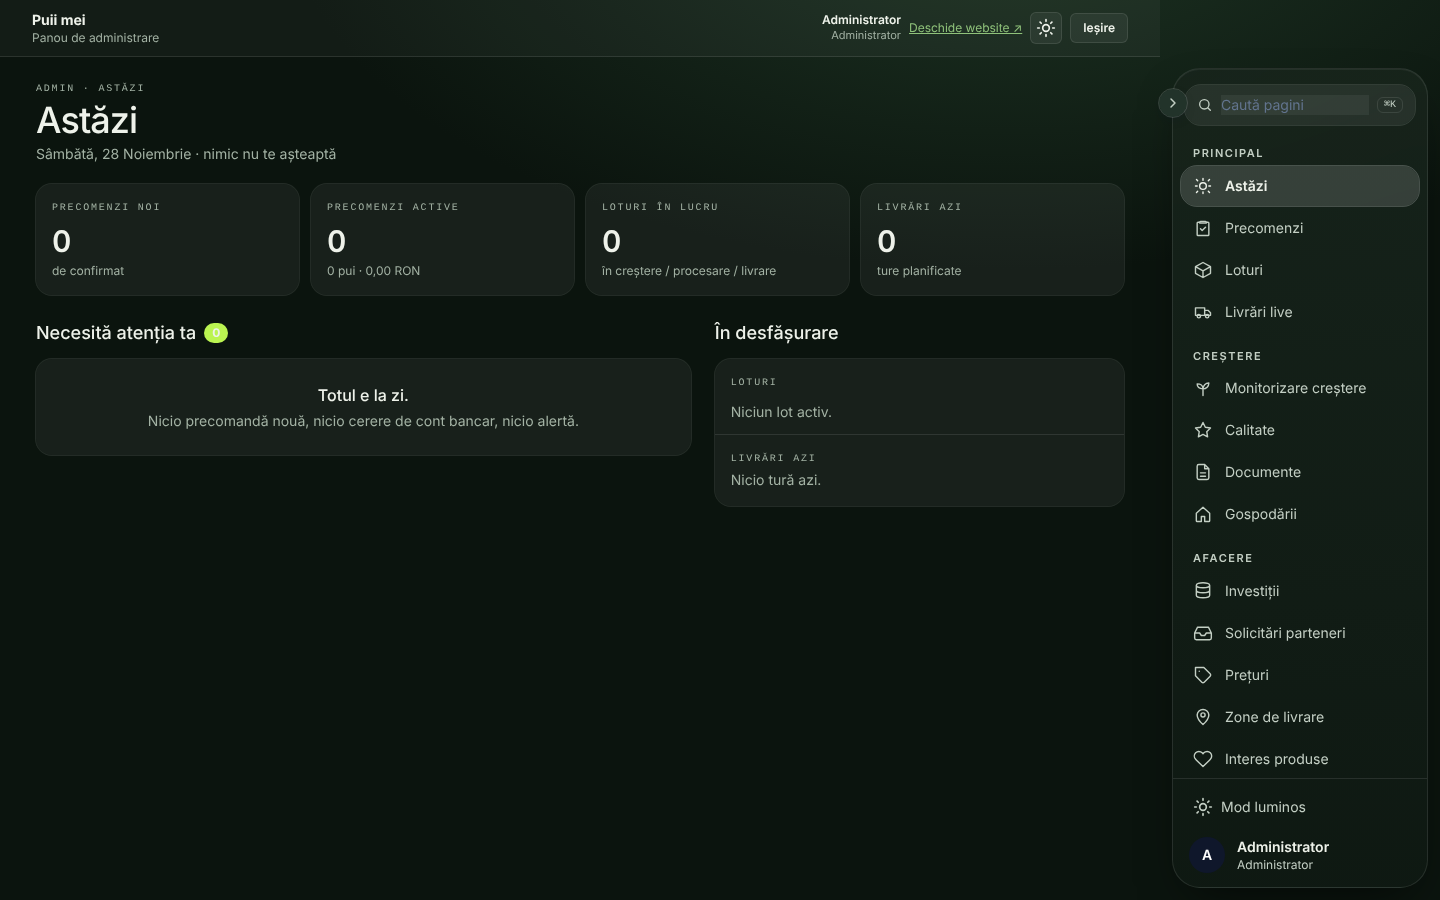 Puii mei
Panou de administrare
Administrator
Administrator
Deschide website ↗
Ieșire
ADMIN · ASTĂZI
Astăzi
Sâmbătă, 28 Noiembrie · nimic nu te așteaptă
PRECOMENZI NOI
0
de confirmat
PRECOMENZI ACTIVE
0
0 pui · 0,00 RON
LOTURI ÎN LUCRU
0
în creștere / procesare / livrare
LIVRĂRI AZI
0
ture planificate
Necesită atenția ta 0
Totul e la zi.
Nicio precomandă nouă, nicio cerere de cont bancar, nicio alertă.
În desfășurare
LOTURI
Niciun lot activ.
LIVRĂRI AZI
Nicio tură azi.
Caută pagini ⌘K
PRINCIPAL
Astăzi
Precomenzi
Loturi
Livrări live
CREȘTERE
Monitorizare creștere
Calitate
Documente
Gospodării
AFACERE
Investiții
Solicitări parteneri
Prețuri
Zone de livrare
Interes produse
Mod luminos
A
Administrator
Administrator